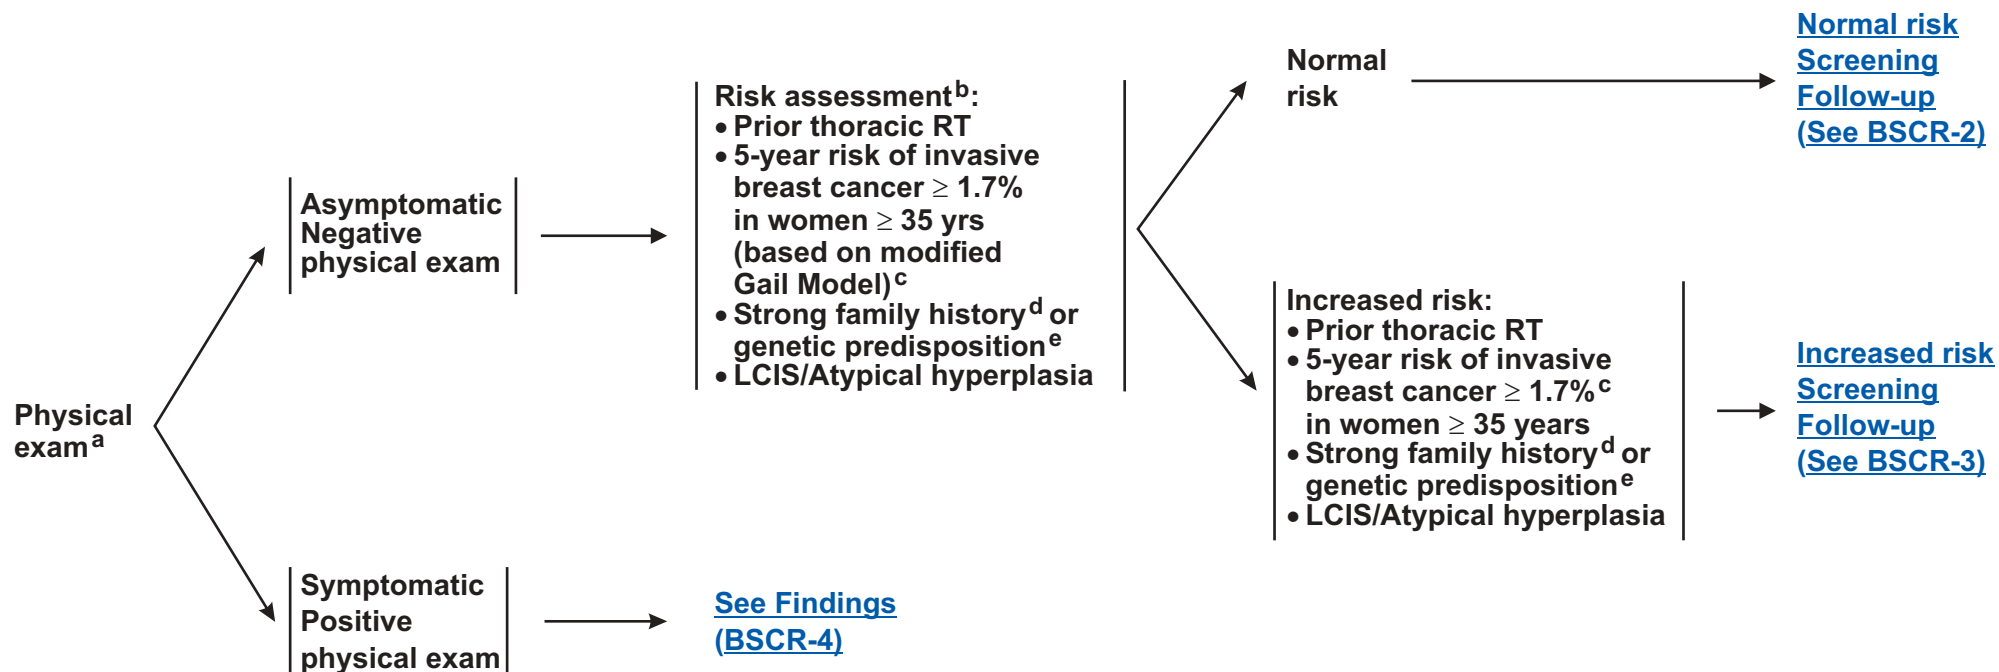 Physical
exam a
Asymptomatic
Negative
physical exam
Risk assessment b:
• Prior thoracic RT
• 5-year risk of invasive
breast cancer ≥ 1.7%
in women ≥ 35 yrs
(based on modified
Gail Model) c
• Strong family history d or
genetic predisposition e
• LCIS/Atypical hyperplasia
Normal
risk
Normal risk
Screening
Follow-up
(See BSCR-2)
Increased risk:
• Prior thoracic RT
• 5-year risk of invasive
breast cancer ≥ 1.7% c
in women ≥ 35 years
• Strong family history d or
genetic predisposition e
• LCIS/Atypical hyperplasia
Increased risk
Screening
Follow-up
(See BSCR-3)
Symptomatic
Positive
physical exam
See Findings
(BSCR-4)